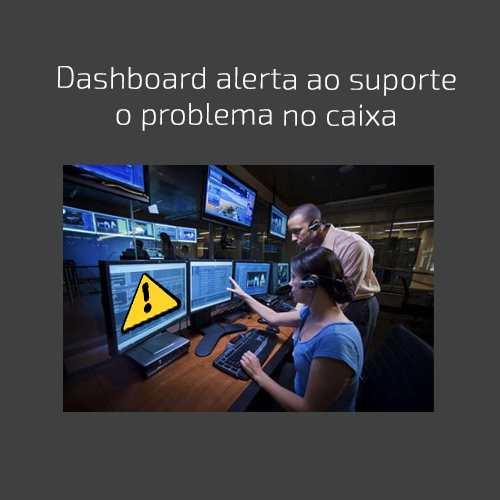 Dashboard alerta ao suporte
o problema no caixa